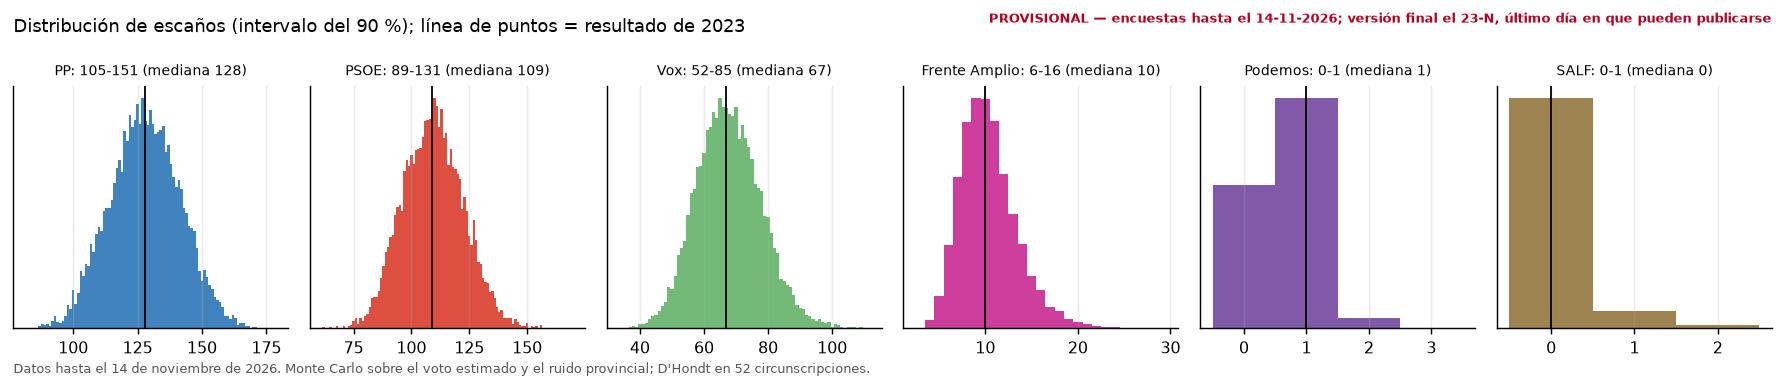 Distribución de escaños (intervalo del 90 %); línea de puntos = resultado de 2023
PROVISIONAL — encuestas hasta el 14-11-2026; versión final el 23-N, último día en que pueden publicarse
PP: 105-151 (mediana 128)
PSOE: 89-131 (mediana 109)
Vox: 52-85 (mediana 67)
Frente Amplio: 6-16 (mediana 10)
Podemos: 0-1 (mediana 1)
SALF: 0-1 (mediana 0)
100 125 150 175
75 100 125 150
40 60 80 100
10 20 30
0 1 2 3
0 1 2
Datos hasta el 14 de noviembre de 2026. Monte Carlo sobre el voto estimado y el ruido provincial; D'Hondt en 52 circunscripciones.